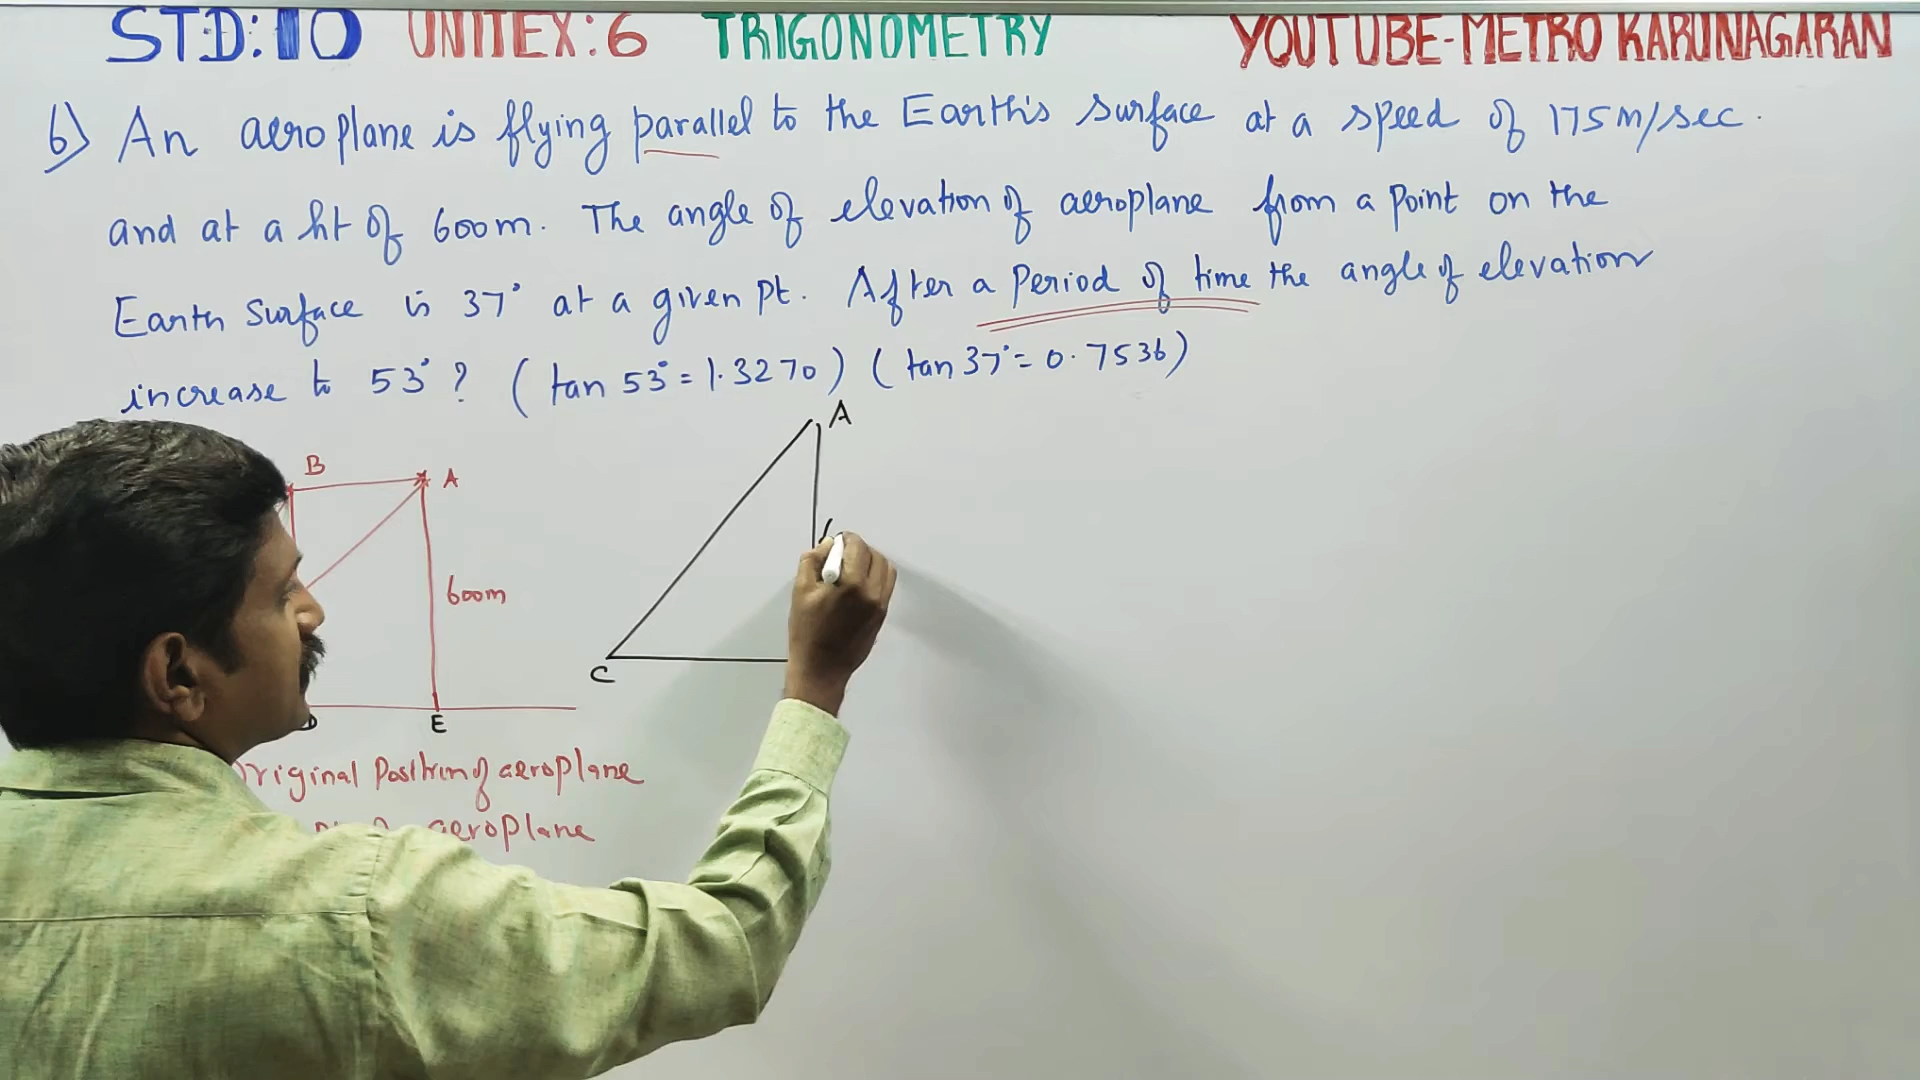 STD:10 UNITEX:6 TRIGONOMETRY YOUTUBE-METRO KARUNAGARAN
6) An aeroplane is flying parallel to the Earth's surface at a speed of 175m/sec.
and at a ht of 600m. The angle of elevation of aeroplane from a point on the
Earth surface is 37° at a given pt. After a period of time the angle of elevation
increase to 53°? (tan 53° = 1.3270) (tan 37° = 0.7536)
A
B A
600m
C
D E
original position of aeroplane
aeroplane